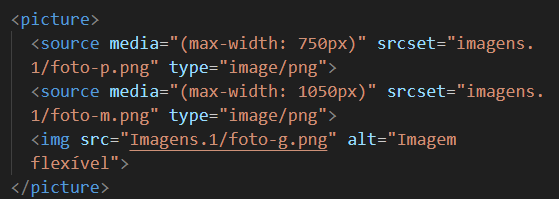 <picture>
<source media="(max-width: 750px)" srcset="imagens.
1/foto-p.png" type="image/png">
<source media="(max-width: 1050px)" srcset="imagens.
1/foto-m.png" type="image/png">
<img src="Imagens.1/foto-g.png" alt="Imagem
flexível">
</picture>